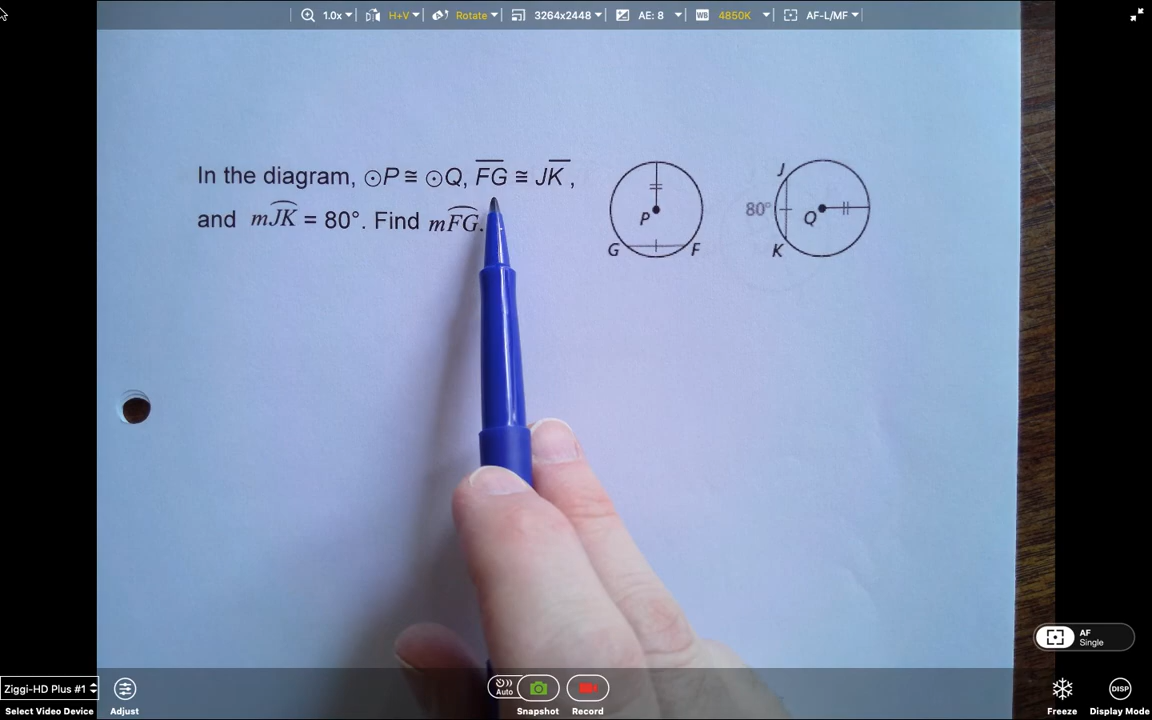 1.0x H+V Rotate 3264x2448 AE: 8 WB 4850K AF-L/MF
In the diagram, ⊙P ≅ ⊙Q, F̅G̅ ≅ JK̅ ,
and mJK͡ = 80°. Find mFG͡.
P
G F
J
80° Q
K
AF
Single
Ziggi-HD Plus #1
Select Video Device
Adjust
Auto
Snapshot
Record
Freeze
DISP
Display Mode